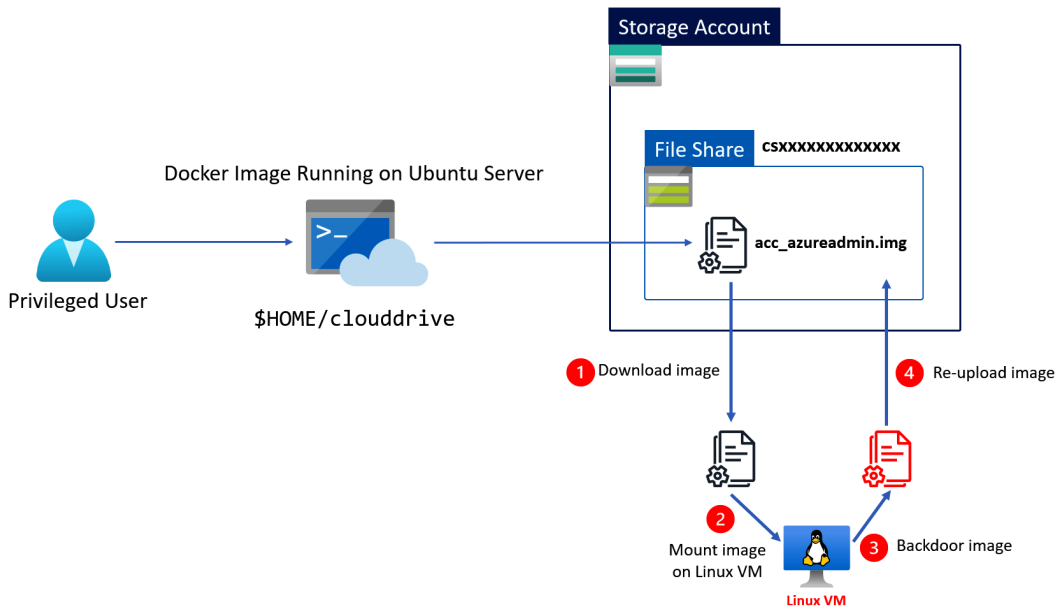 Storage Account
File Share
csxxxxxxxxxxxxx
Docker Image Running on Ubuntu Server
>_
acc_azureadmin.img
Privileged User
$HOME/clouddrive
1 Download image
4 Re-upload image
2
Mount image
on Linux VM
3 Backdoor image
Linux VM